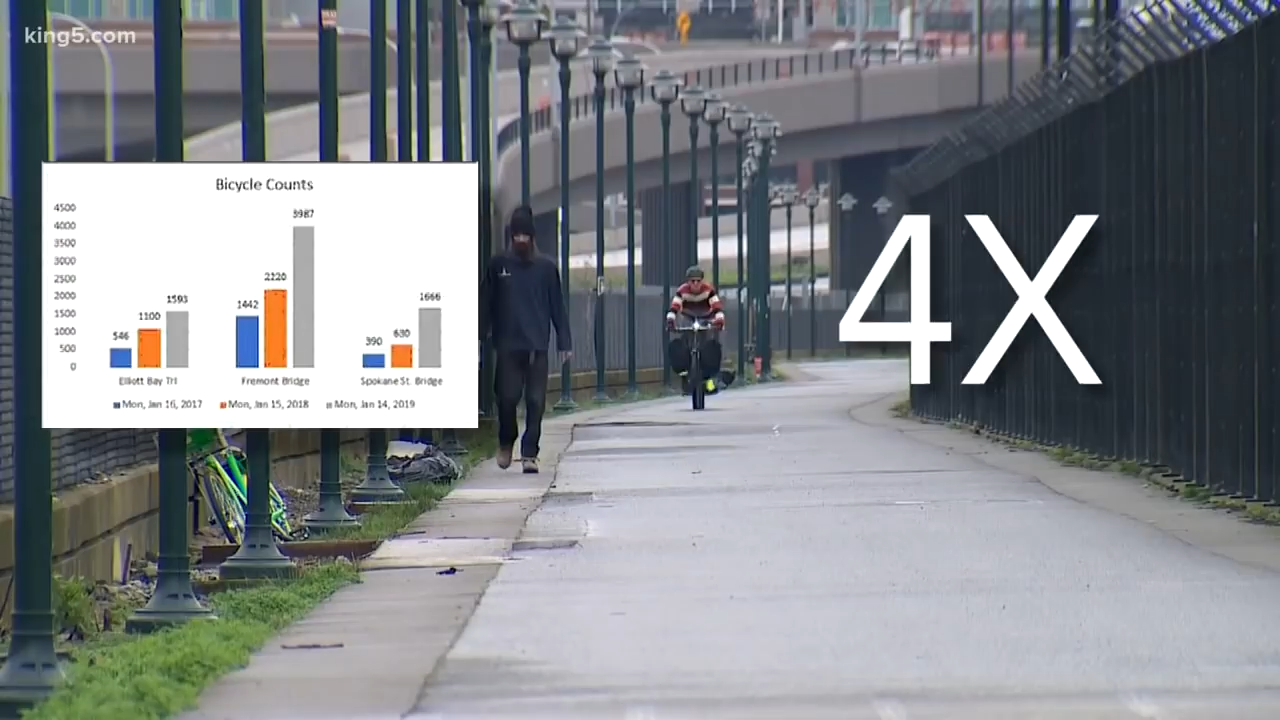 king5.com
Bicycle Counts
4500
4000
3500
3000
2500
2000
1500
1000
500
0
546
1100
1593
1442
2120
3987
390
630
1666
Elliott Bay Trl
Fremont Bridge
Spokane St. Bridge
Mon, Jan 16, 2017
Mon, Jan 15, 2018
Mon, Jan 14, 2019
4X